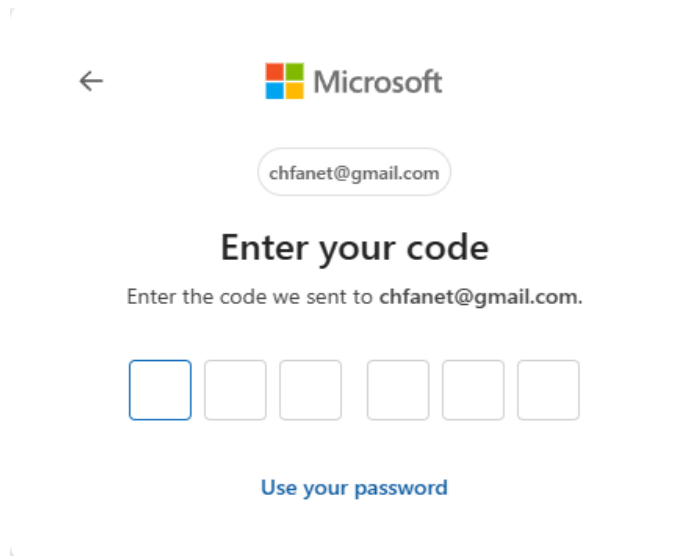 Microsoft
chfanet@gmail.com
Enter your code
Enter the code we sent to chfanet@gmail.com.
Use your password